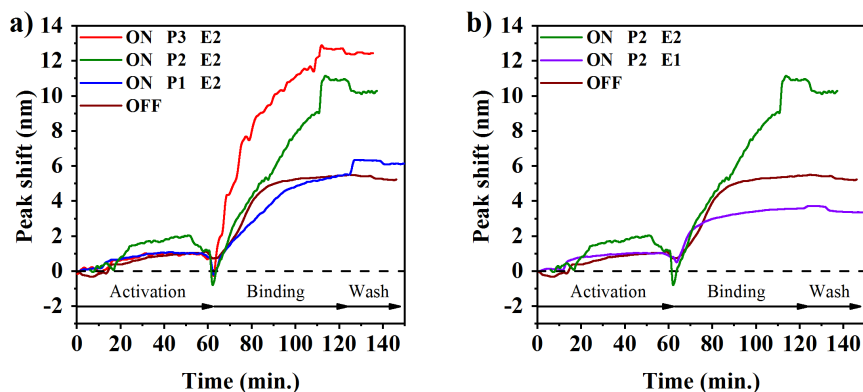 a)
Peak shift (nm)
14
12
10
8
6
4
2
0
-2
ON P3 E2
ON P2 E2
ON P1 E2
OFF
Activation Binding Wash
0 20 40 60 80 100 120 140
Time (min.)
b)
Peak shift (nm)
14
12
10
8
6
4
2
0
-2
ON P2 E2
ON P2 E1
OFF
Activation Binding Wash
0 20 40 60 80 100 120 140
Time (min.)